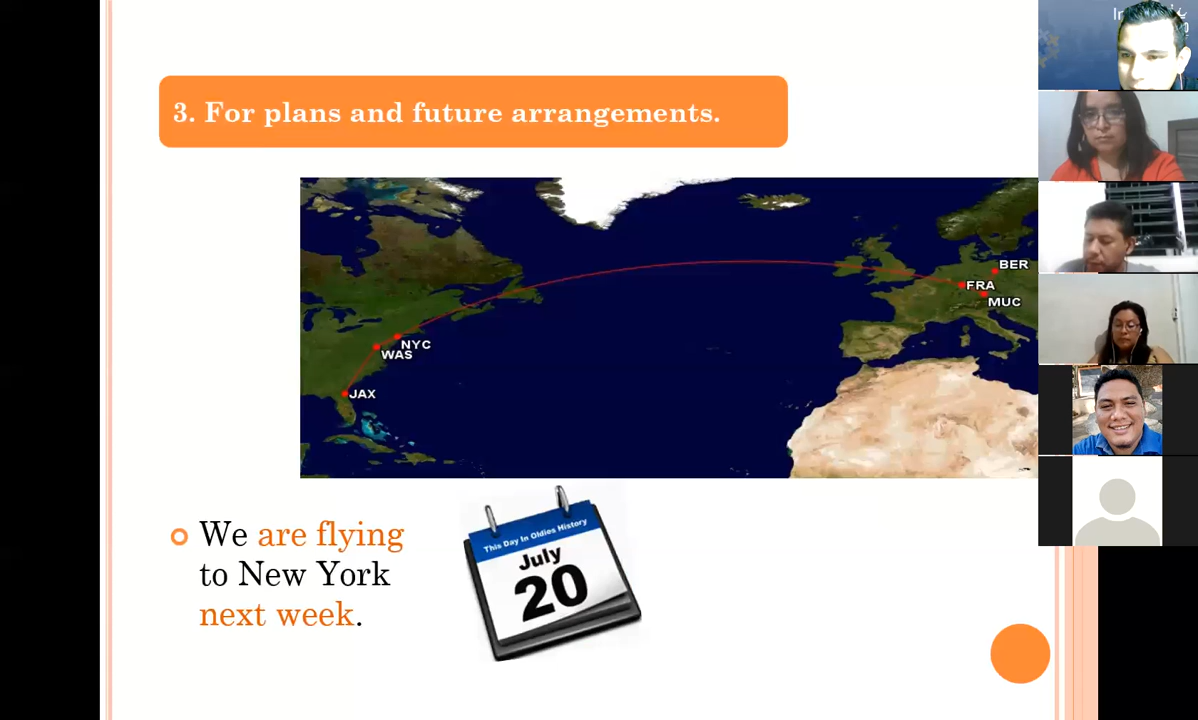 3. For plans and future arrangements.
BER
FRA
MUC
NYC
WAS
JAX
We are flying
to New York
next week.
This Day In Oldies History
July
20